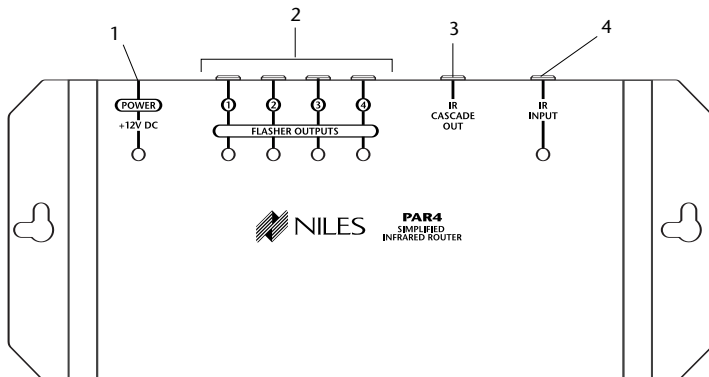 1
2
3
4
POWER
+12V DC
1 2 3 4
FLASHER OUTPUTS
IR
CASCADE
OUT
IR
INPUT
NILES
PAR4
SIMPLIFIED
INFRARED ROUTER